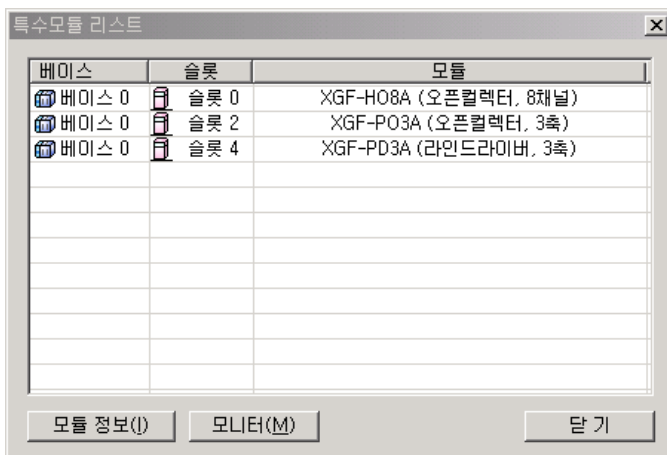 특수모듈 리스트
베이스 슬롯 모듈
베이스 0 슬롯 0 XGF-HO8A (오픈컬렉터, 8채널)
베이스 0 슬롯 2 XGF-PO3A (오픈컬렉터, 3축)
베이스 0 슬롯 4 XGF-PD3A (라인드라이버, 3축)
모듈 정보(I) 모니터(M) 닫 기